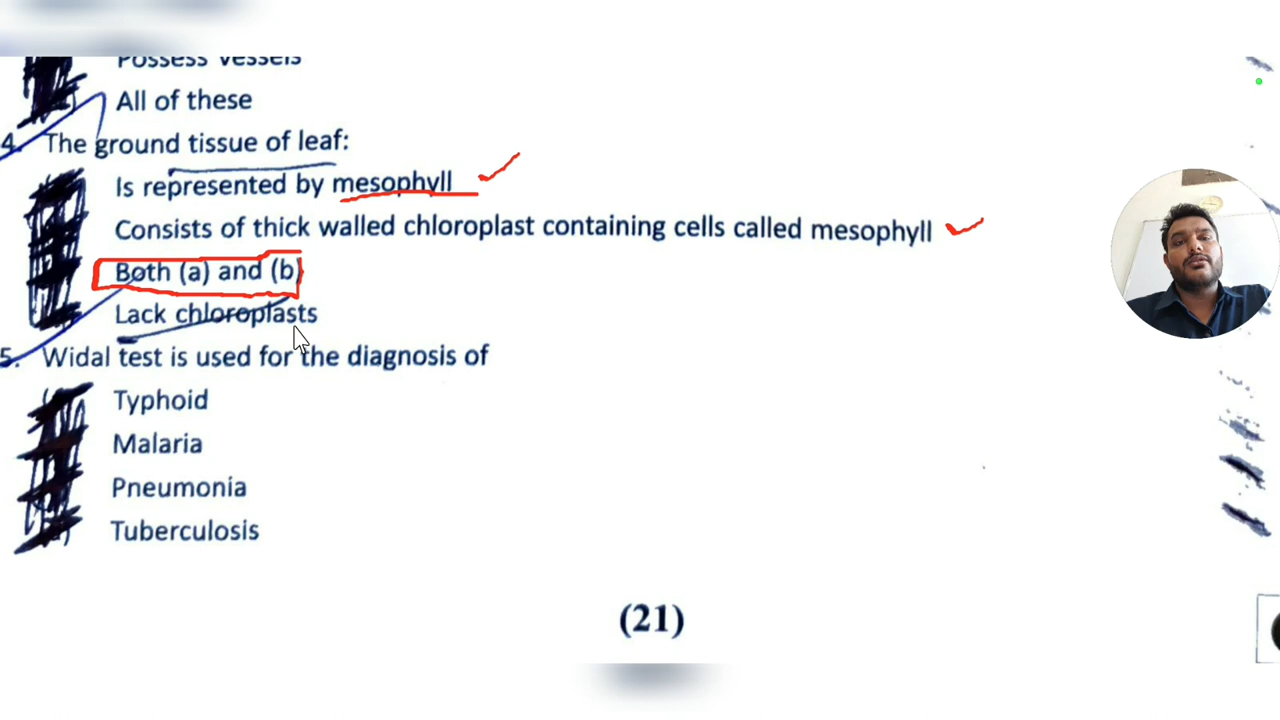 Possess vessels
All of these
4. The ground tissue of leaf:
Is represented by mesophyll
Consists of thick walled chloroplast containing cells called mesophyll
Both (a) and (b)
Lack chloroplasts
5. Widal test is used for the diagnosis of
Typhoid
Malaria
Pneumonia
Tuberculosis
(21)